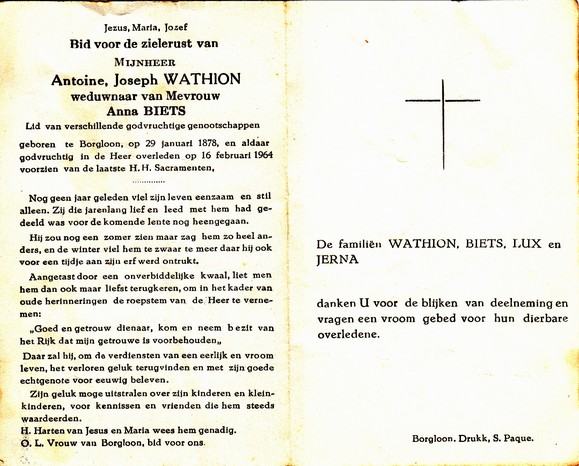 Jezus, Maria, Jozef
Bid voor de zielerust van
MIJNHEER
Antoine, Joseph WATHION
weduwnaar van Mevrouw
Anna BIETS
Lid van verschillende godvruchtige genootschappen
geboren te Borgloon, op 29 januari 1878, en aldaar
godvruchtig in de Heer overleden op 16 februari 1964
voorzien van de laatste H. H. Sacramenten,
.............
Nog geen jaar geleden viel zijn leven eenzaam en stil
alleen. Zij die jarenlang lief en leed met hem had ge-
deeld was voor de komende lente nog heengegaan.
Hij zou nog een zomer zien maar zag hem zo heel an-
ders, en de winter viel hem te zwaar te meer daar hij ook
voor een tijdje aan zijn erf werd ontrukt.
Aangetast door een onverbiddelijke kwaal, liet men
hem dan ook maar liefst terugkeren, om in het kader van
oude herinneringen de roepstem van de Heer te verne-
men:
„Goed en getrouw dienaar, kom en neem bezit van
het Rijk dat mijn getrouwe is voorbehouden„
Daar zal hij, om de verdiensten van een eerlijk en vroom
leven, het verloren geluk terugvinden en met zijn goede
echtgenote voor eeuwig beleven.
Zijn geluk moge uitstralen over zijn kinderen en klein-
kinderen, voor kennissen en vrienden die hem steeds
waardeerden.
H. Harten van Jesus en Maria wees hem genadig.
O. L. Vrouw van Borgloon, bid voor ons.
De familiën WATHION, BIETS, LUX en
JERNA
danken U voor de blijken van deelneming en
vragen een vroom gebed voor hun dierbare
overledene.
Borgloon. Drukk, S. Paque.